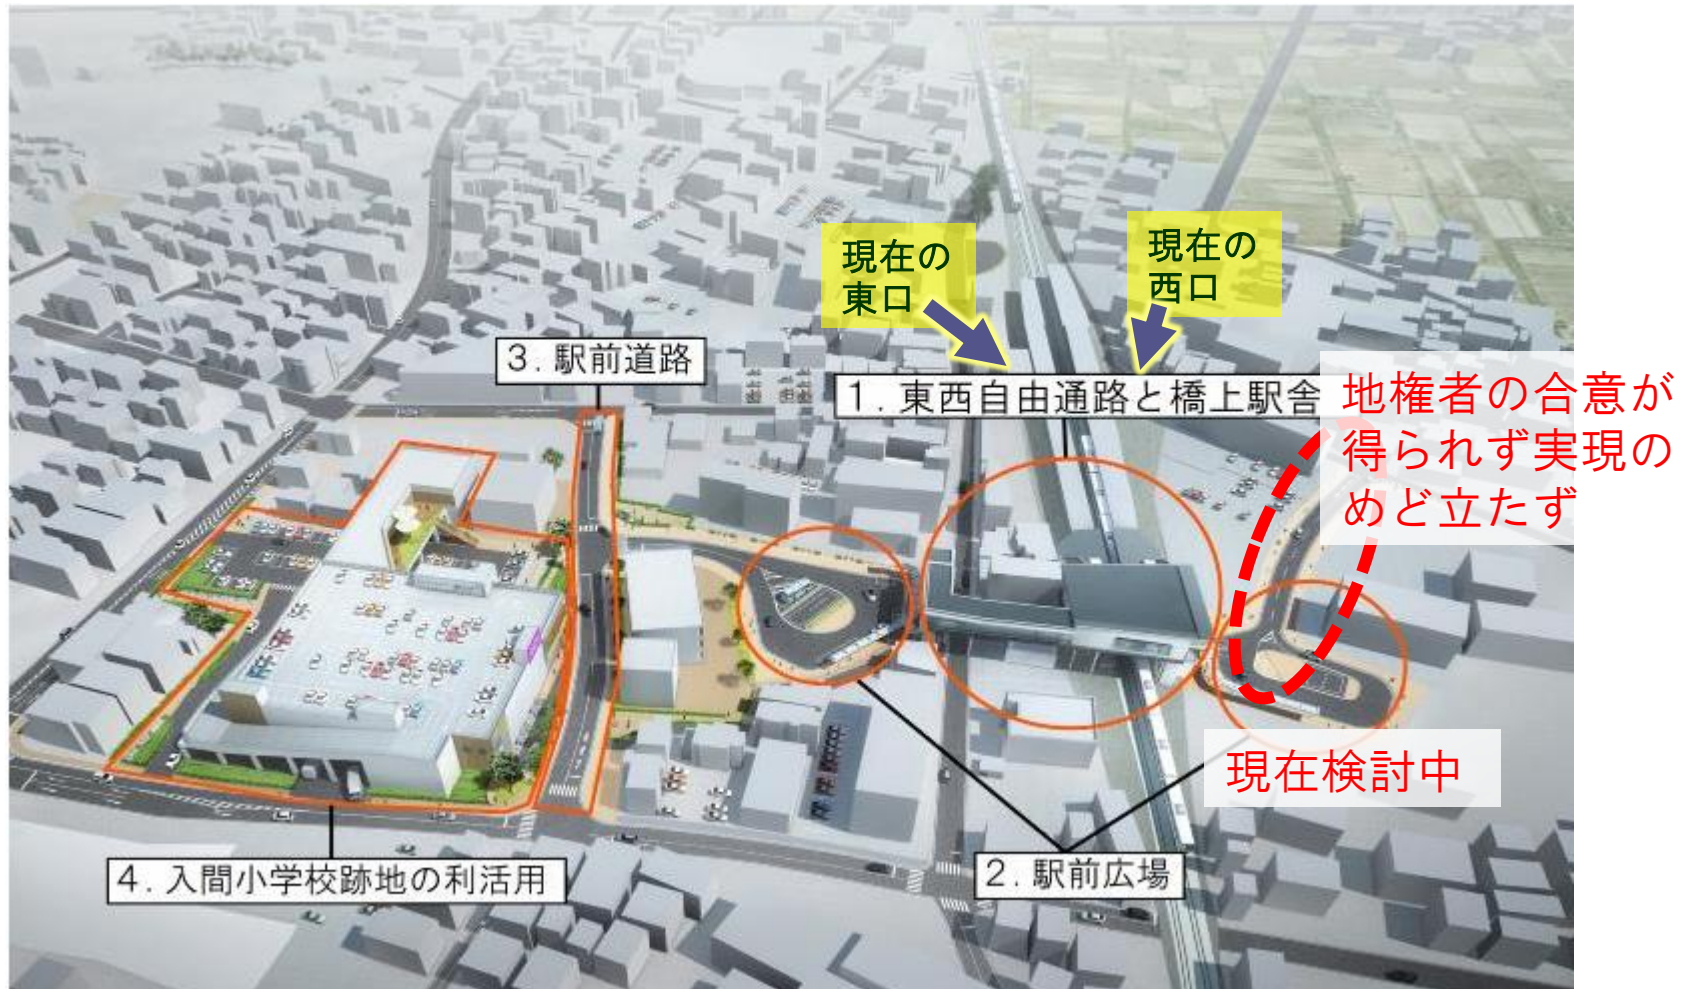 現在の
東口
現在の
西口
3. 駅前道路
1. 東西自由通路と橋上駅舎
地権者の合意が
得られず実現の
めど立たず
現在検討中
2. 駅前広場
4. 入間小学校跡地の利活用